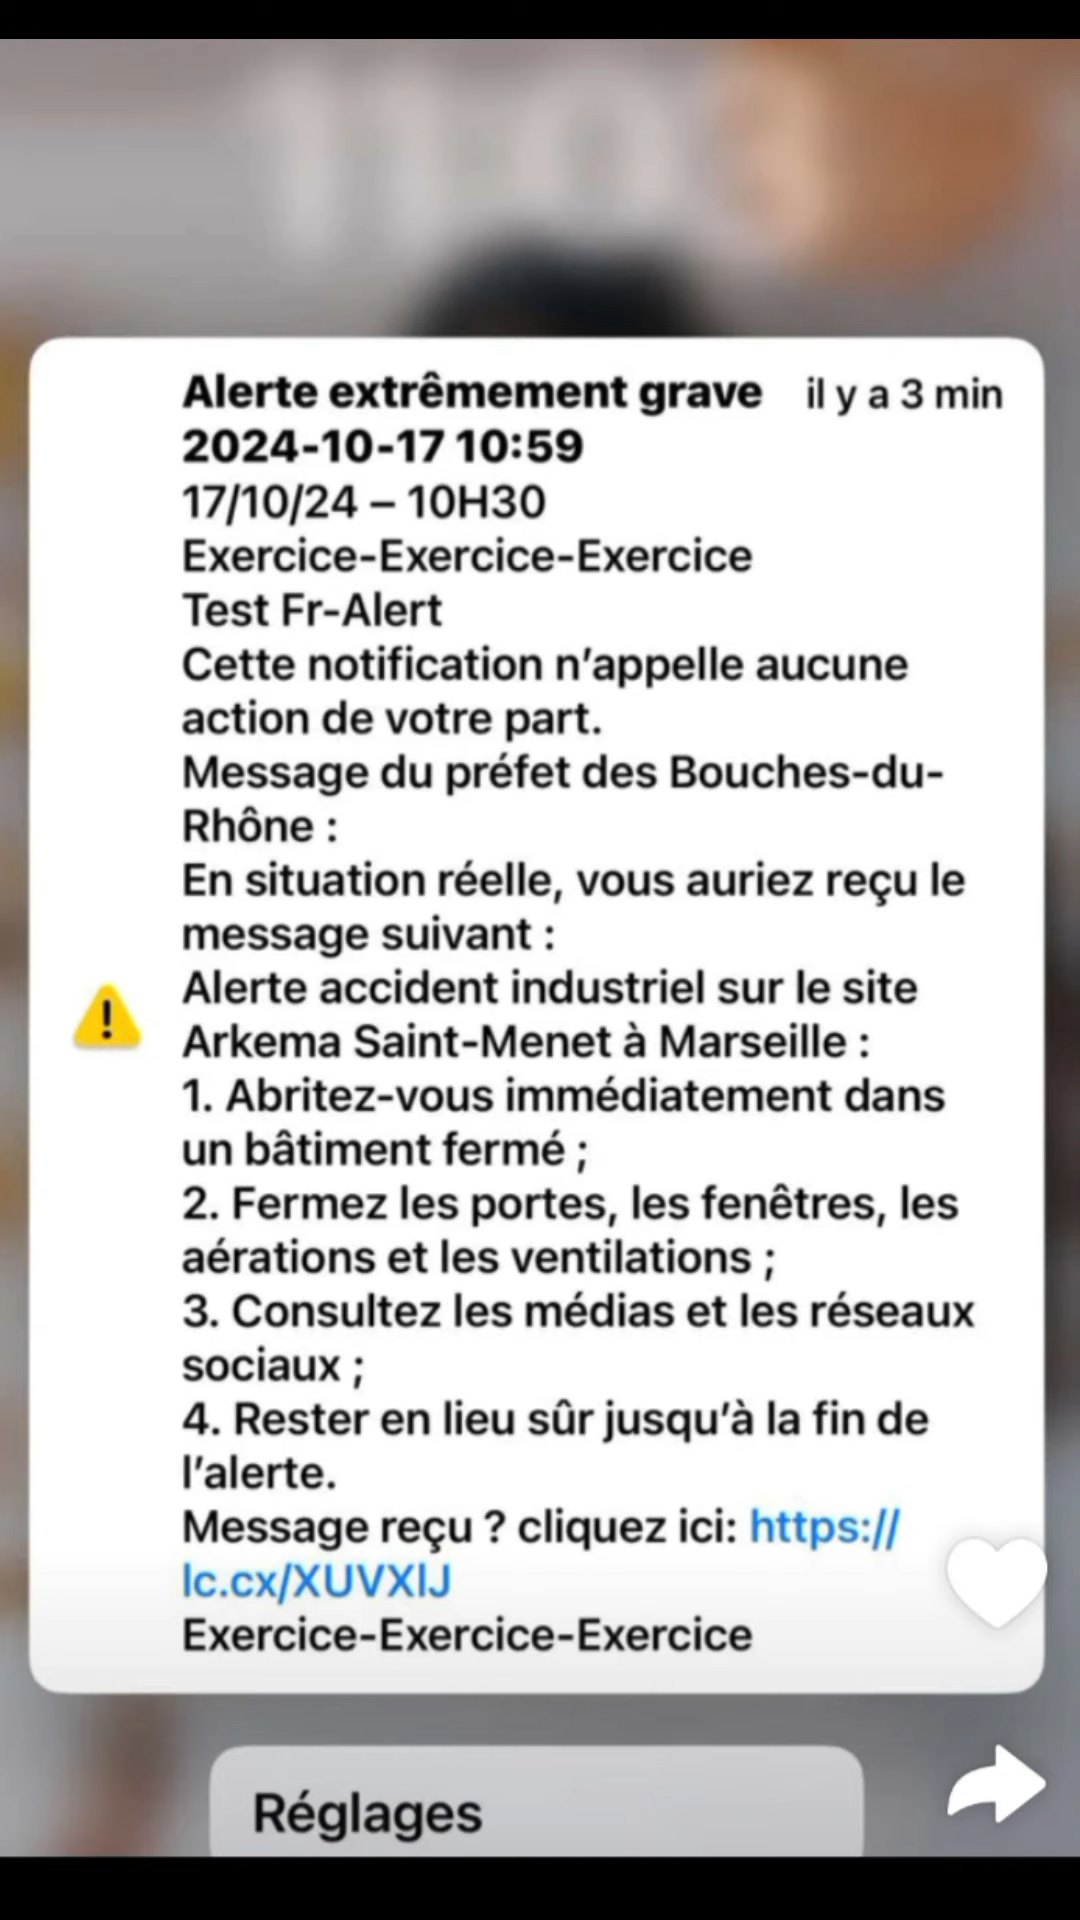 Alerte extrêmement grave il y a 3 min
2024-10-17 10:59
17/10/24 – 10H30
Exercice-Exercice-Exercice
Test Fr-Alert
Cette notification n’appelle aucune
action de votre part.
Message du préfet des Bouches-du-
Rhône :
En situation réelle, vous auriez reçu le
message suivant :
Alerte accident industriel sur le site
Arkema Saint-Menet à Marseille :
1. Abritez-vous immédiatement dans
un bâtiment fermé ;
2. Fermez les portes, les fenêtres, les
aérations et les ventilations ;
3. Consultez les médias et les réseaux
sociaux ;
4. Rester en lieu sûr jusqu’à la fin de
l’alerte.
Message reçu ? cliquez ici: https://
lc.cx/XUVXIJ
Exercice-Exercice-Exercice
Réglages